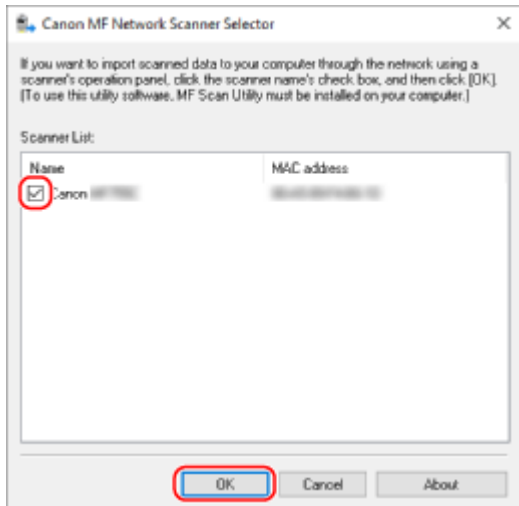 Canon MF Network Scanner Selector
If you want to import scanned data to your computer through the network using a
scanner's operation panel, click the scanner name's check box, and then click [OK].
(To use this utility software, MF Scan Utility must be installed on your computer.)
Scanner List:
Name MAC address
Canon
OK Cancel About